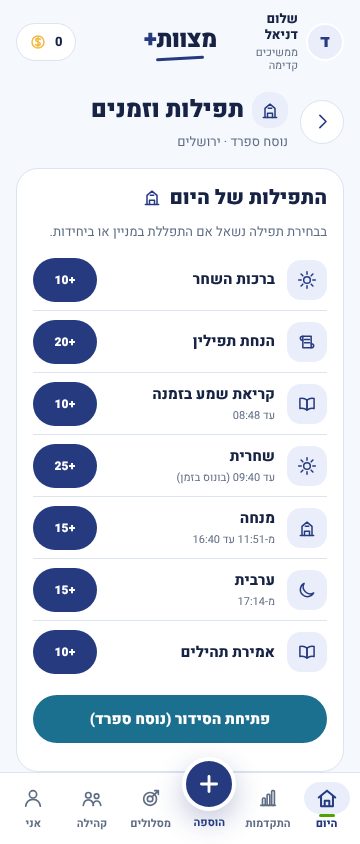 שלום
דניאל
ממשיכים
קדימה
ד
מצוות+
0
תפילות וזמנים
נוסח ספרד · ירושלים
התפילות של היום
בבחירת תפילה נשאל אם התפללת במניין או ביחידות.
ברכות השחר
+10
הנחת תפילין
+20
קריאת שמע בזמנה
עד 08:48
+10
שחרית
עד 09:40 (בונוס בזמן)
+25
מנחה
מ-11:51 עד 16:40
+15
ערבית
מ-17:14
+15
אמירת תהילים
+10
פתיחת הסידור (נוסח ספרד)
היום
התקדמות
הוספה
מסלולים
קהילה
אני